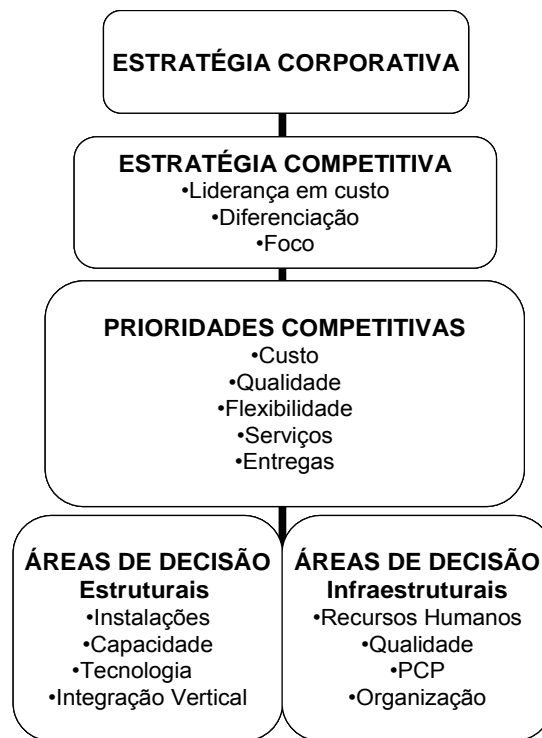 ESTRATÉGIA CORPORATIVA
ESTRATÉGIA COMPETITIVA
•Liderança em custo
•Diferenciação
•Foco
PRIORIDADES COMPETITIVAS
•Custo
•Qualidade
•Flexibilidade
•Serviços
•Entregas
ÁREAS DE DECISÃO
Estruturais
•Instalações
•Capacidade
•Tecnologia
•Integração Vertical
ÁREAS DE DECISÃO
Infraestruturais
•Recursos Humanos
•Qualidade
•PCP
•Organização